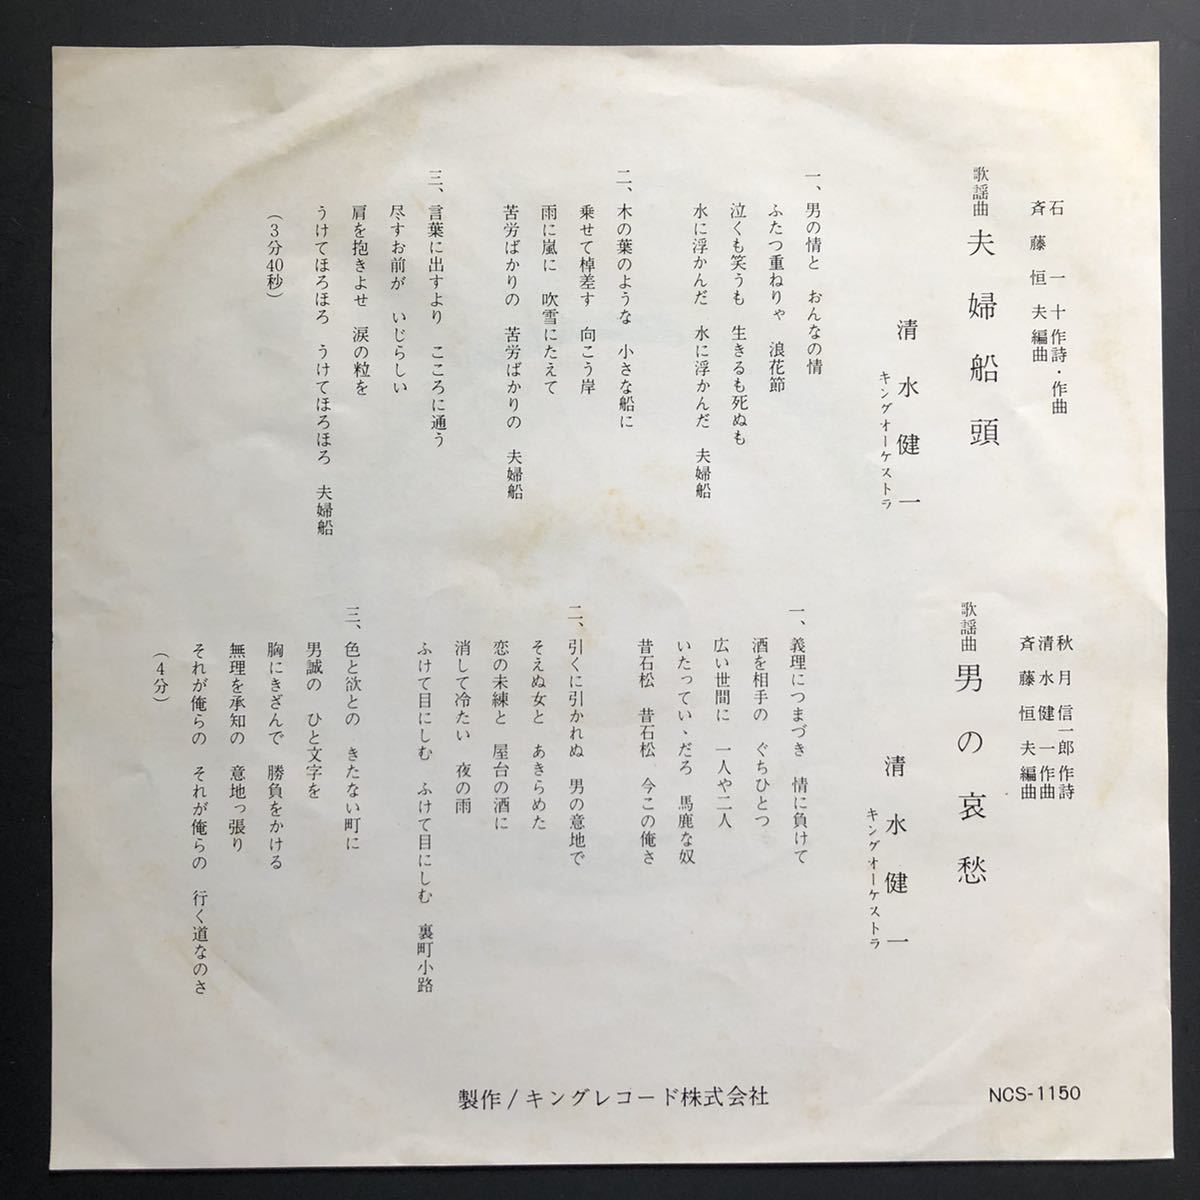 石一十作詩・作曲
斉藤恒夫編曲
歌謡曲 夫婦船頭
清水健一
キングオーケストラ
一、男の情と おんなの情
ふたつ重ねりゃ 浪花節
泣くも笑うも 生きるも死ぬも
水に浮かんだ 水に浮かんだ 夫婦船
二、木の葉のような 小さな船に
乗せて棹差す 向こう岸
雨に嵐に 吹雪にたえて
苦労ばかりの 苦労ばかりの 夫婦船
三、言葉に出すより こころに通う
尽すお前が いじらしい
肩を抱きよせ 涙の粒を
うけてほろほろ うけてほろほろ 夫婦船
(3分40秒)
秋月信一郎作詩
清水健一作曲
斉藤恒夫編曲
歌謡曲 男の哀愁
清水健一
キングオーケストラ
一、義理につまづき 情に負けて
酒を相手の ぐちひとつ
広い世間に 一人や二人
いたってい、だろ 馬鹿な奴
昔石松 昔石松 今この俺さ
二、引くに引かれぬ 男の意地で
そえぬ女と あきらめた
恋の未練と 屋台の酒に
消して冷たい 夜の雨
ふけて目にしむ ふけて目にしむ 裏町小路
三、色と欲との きたない町に
男誠の ひと文字を
胸にきざんで 勝負をかける
無理を承知の 意地っ張り
それが俺らの それが俺らの 行く道なのさ
(4分)
製作/キングレコード株式会社
NCS-1150